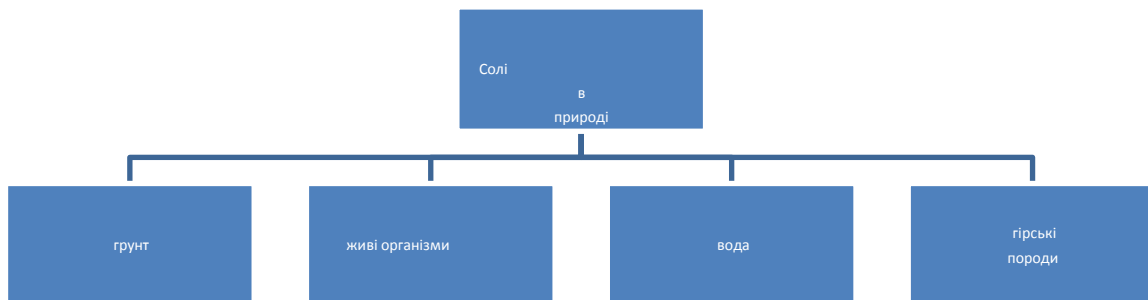 Солі
в
природі
грунт
живі організми
вода
гірські
породи